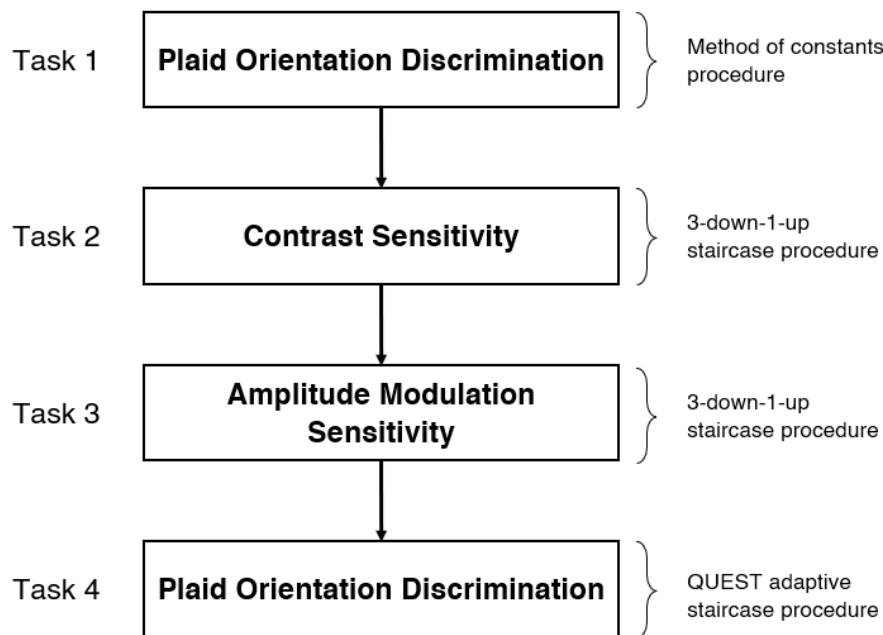 Task 1
Plaid Orientation Discrimination
Method of constants
procedure
Task 2
Contrast Sensitivity
3-down-1-up
staircase procedure
Task 3
Amplitude Modulation
Sensitivity
3-down-1-up
staircase procedure
Task 4
Plaid Orientation Discrimination
QUEST adaptive
staircase procedure